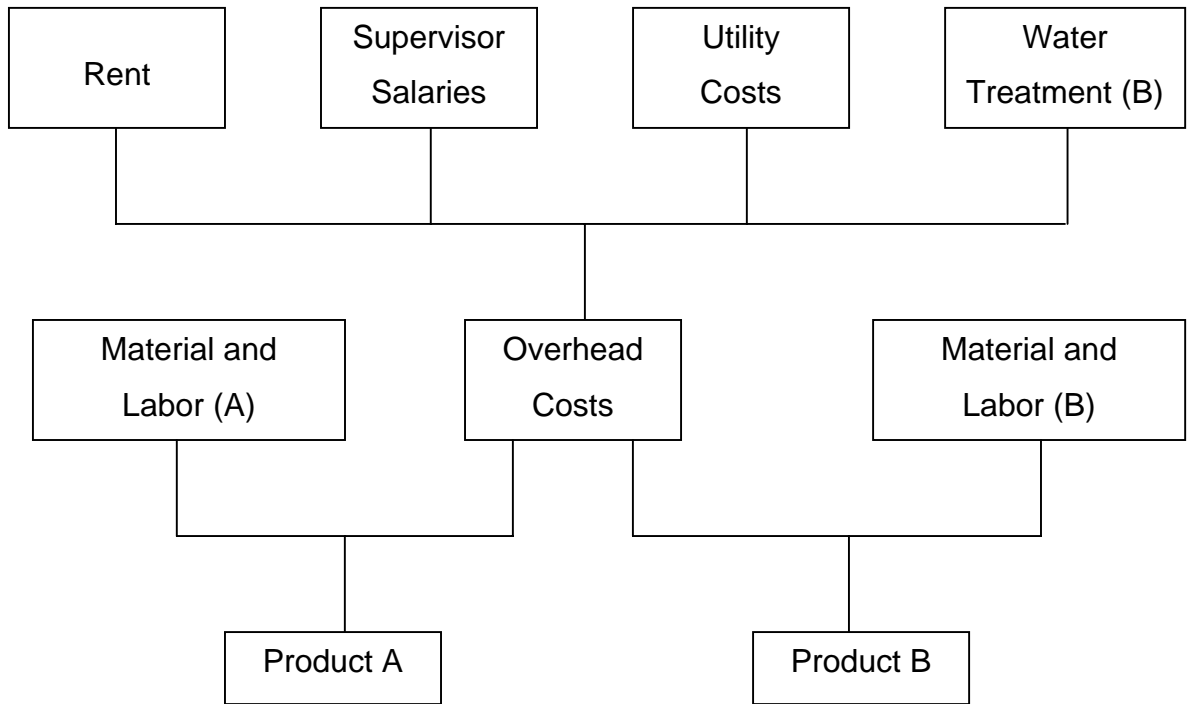 Rent
Supervisor
Salaries
Utility
Costs
Water
Treatment (B)
Material and
Labor (A)
Overhead
Costs
Material and
Labor (B)
Product A
Product B